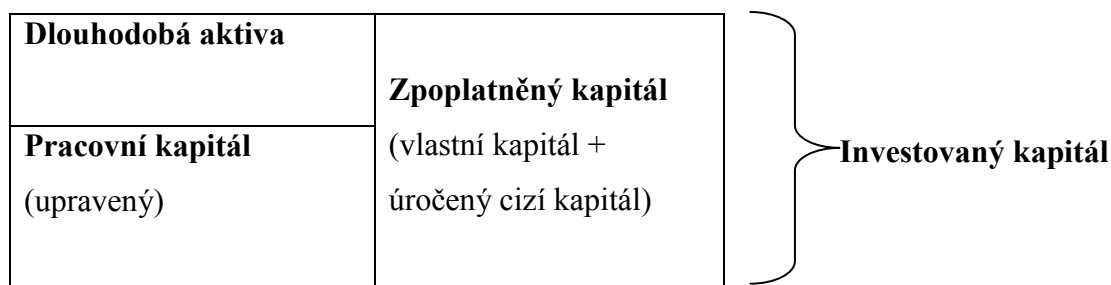 Dlouhodobá aktiva
Pracovní kapitál
(upravený)
Zpoplatněný kapitál
(vlastní kapitál +
úročený cizí kapitál)
Investovaný kapitál